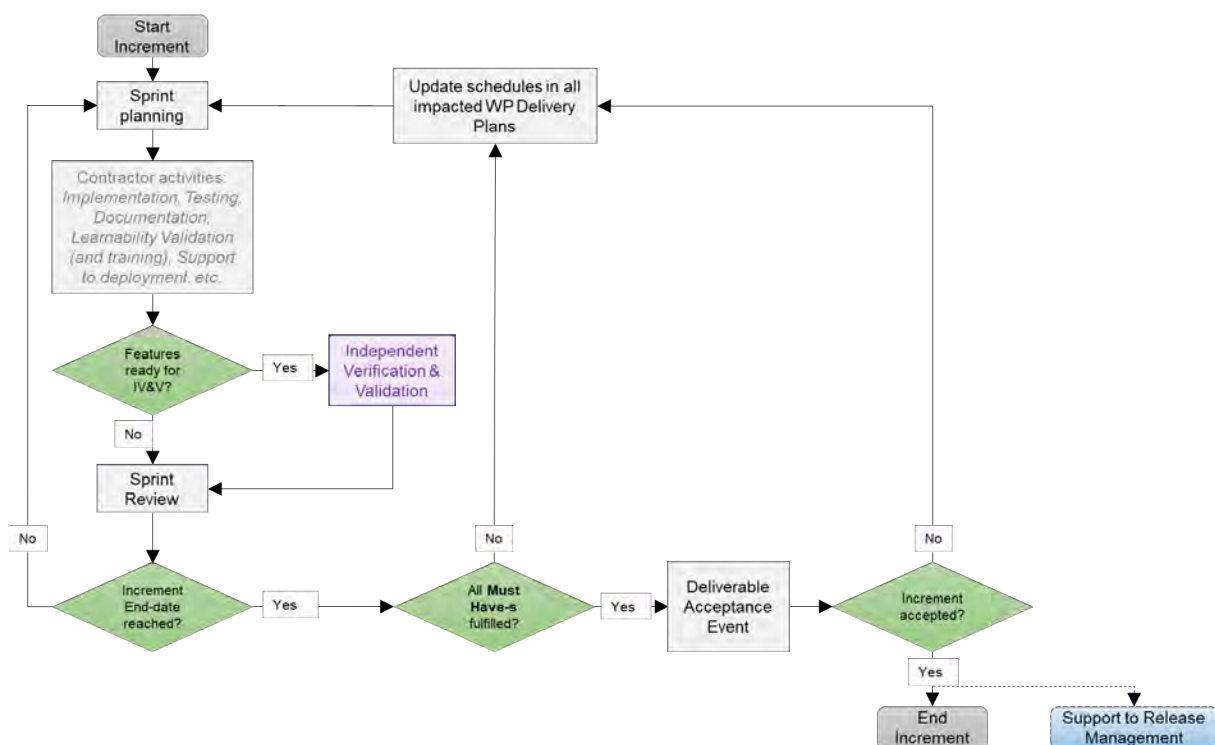 Start
Increment
Sprint
planning
Update schedules in all
impacted WP Delivery
Plans
Contractor activities:
Implementation, Testing,
Documentation,
Learnability Validation
(and training), Support
to deployment, etc.
Features
ready for
IV&V?
Yes
Independent
Verification &
Validation
No
Sprint
Review
No
No
No
Increment
End-date
reached?
Yes
All Must
Have-s
fulfilled?
Yes
Deliverable
Acceptance
Event
Increment
accepted?
Yes
End
Increment
Support to Release
Management